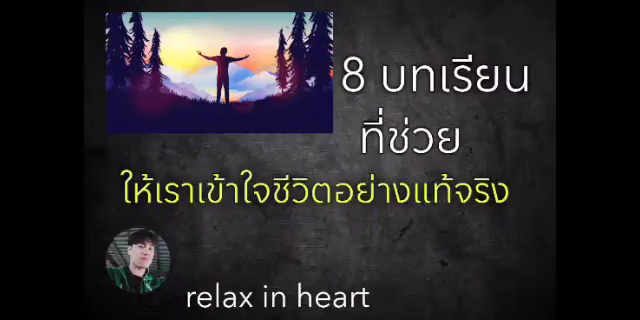 8 บทเรียน
ที่ช่วย
ให้เราเข้าใจชีวิตอย่างแท้จริง
relax in heart